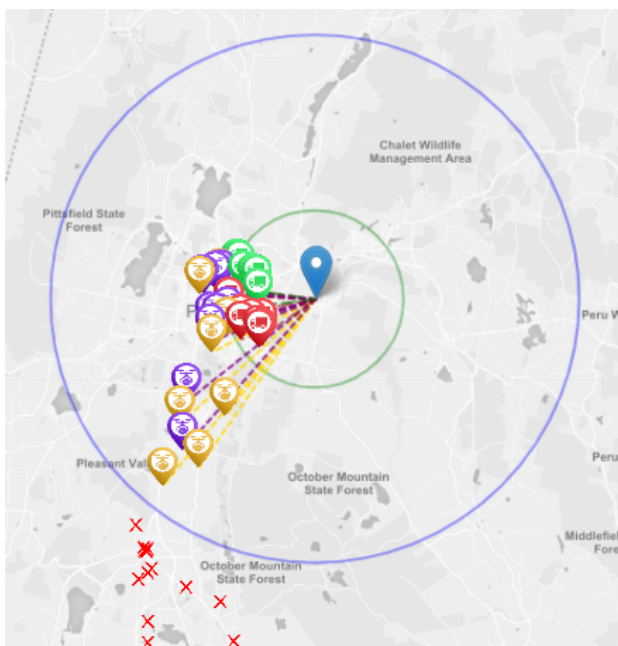 Chalet Wildlife
Management Area
Pittsfield State
Forest
P
Peru W
Pleasant Val
Peru
October Mountain
State Forest
Middlefield
Fore
October Mountain
State Forest